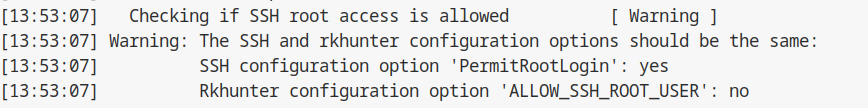 [13:53:07]   Checking if SSH root access is allowed          [ Warning ]
[13:53:07] Warning: The SSH and rkhunter configuration options should be the same:
[13:53:07]          SSH configuration option 'PermitRootLogin': yes
[13:53:07]          Rkhunter configuration option 'ALLOW_SSH_ROOT_USER': no